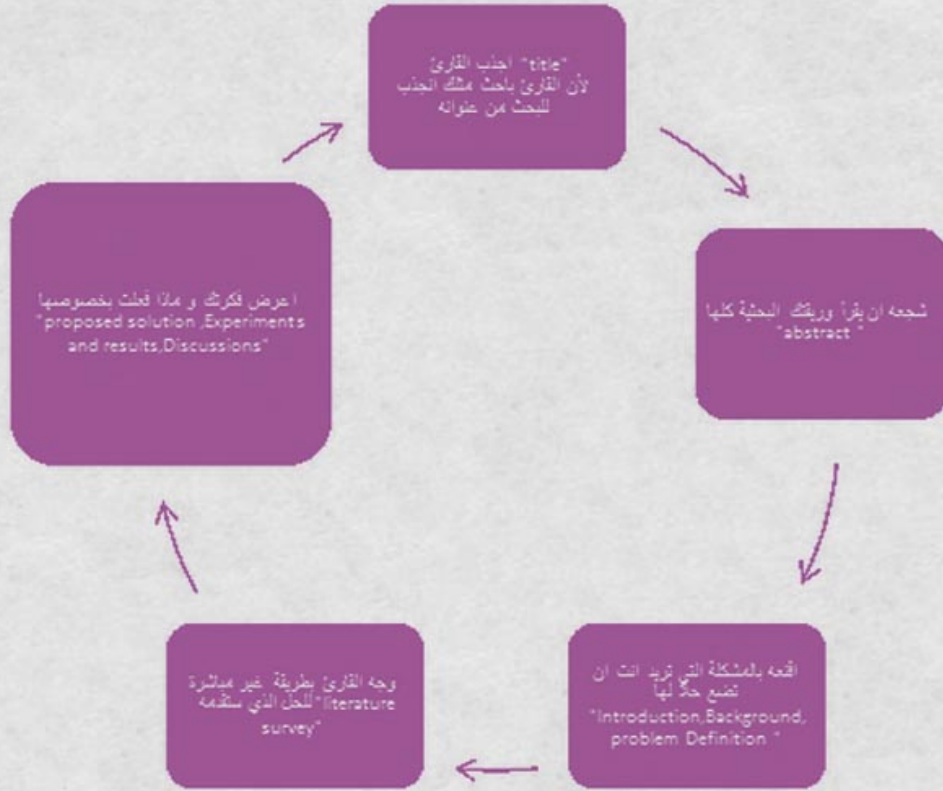 اجذب القارئ "title"
لأن القارئ باحث مثلك انجذب
للبحث من عنوانه
شجعه ان يقرأ وريقتك البحثية كلها
"abstract "
اقنعه بالمشكلة التي تريد انت ان
تضع حلًا لها
"Introduction,Background,
problem Definition "
وجه القارئ بطريقة غير مباشرة
للحل الذي ستقدمه "literature
survey"
اعرض فكرتك و ماذا فعلت بخصوصها
"proposed solution ,Experiments
and results,Discussions"